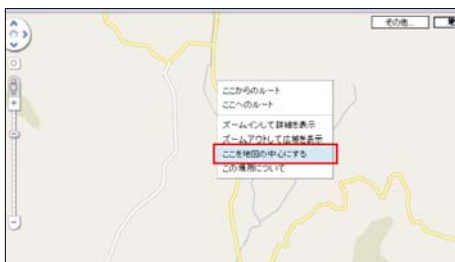 その他...
ここからのルート
ここへのルート
ズームインして詳細を表示
ズームアウトして広域を表示
ここを地図の中心にする
この場所について